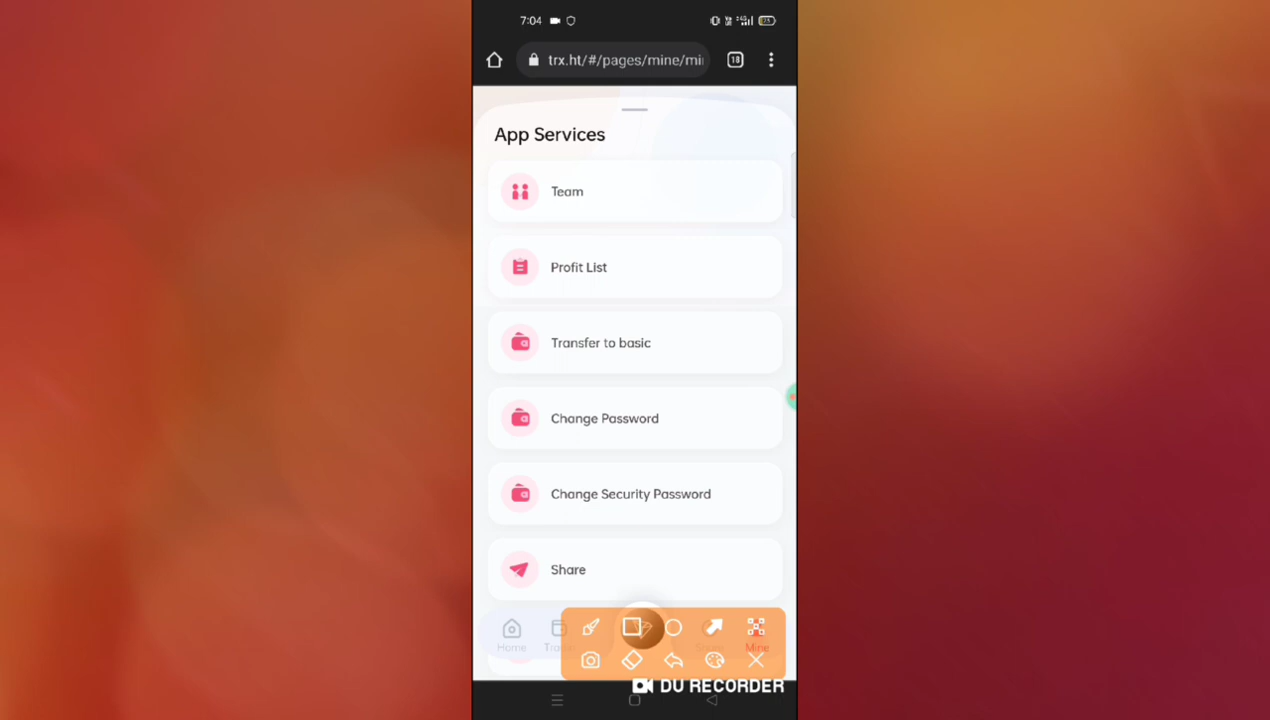 7:04
trx.ht/#/pages/mine/mi
18
App Services
Team
Profit List
Transfer to basic
Change Password
Change Security Password
Share
Home
Mine
DU RECORDER